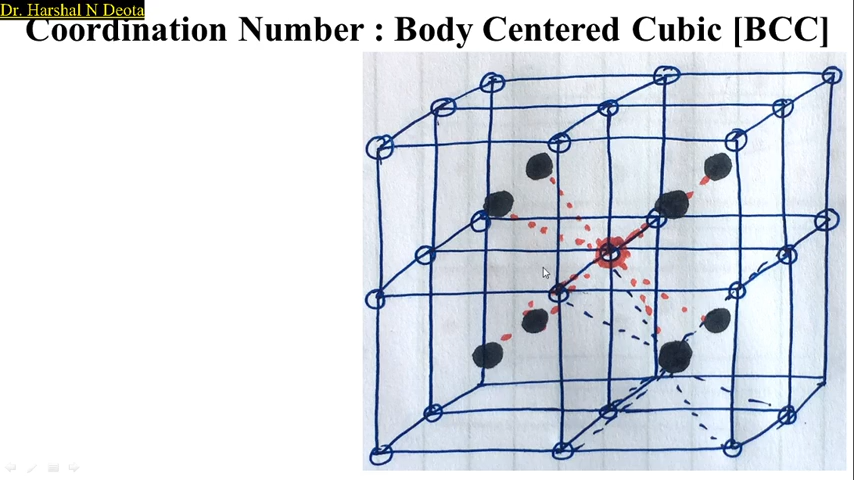 Dr. Harshal N Deota
Coordination Number : Body Centered Cubic [BCC]